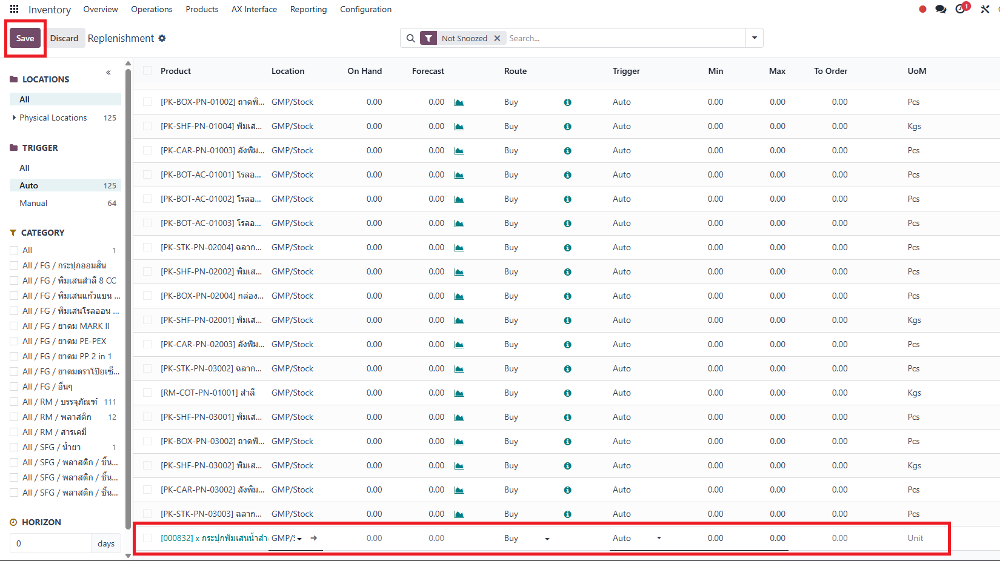 Inventory Overview Operations Products AX Interface Reporting Configuration 1
Save Discard Replenishment Not Snoozed Search...
LOCATIONS
All
Physical Locations 125
TRIGGER
All
Auto 125
Manual 64
CATEGORY
All 1
All / FG / กระปุกออมสิน
All / FG / พิมเสนสำลี 8 CC
All / FG / พิมเสนแก้วแบน ...
All / FG / พิมเสนโรลออน ...
All / FG / ยาดม MARK II
All / FG / ยาดม PE-PEX
All / FG / ยาดม PP 2 in 1
All / FG / ยาดมตราโป๊ยเซี...
All / FG / อื่นๆ
All / RM / บรรจุภัณฑ์ 111
All / RM / พลาสติก 12
All / RM / สารเคมี
All / SFG / น้ำยา 1
All / SFG / พลาสติก / ชิ้น...
All / SFG / พลาสติก / ชิ้น...
All / SFG / พลาสติก / ชิ้น...
HORIZON
0 days
Product Location On Hand Forecast Route Trigger Min Max To Order UoM
[PK-BOX-PN-01002] ถาดพิ... GMP/Stock 0.00 0.00 Buy Auto 0.00 0.00 0.00 Pcs
[PK-SHF-PN-01004] พิมเส... GMP/Stock 0.00 0.00 Buy Auto 0.00 0.00 0.00 Kgs
[PK-CAR-PN-01003] ลังพิม... GMP/Stock 0.00 0.00 Buy Auto 0.00 0.00 0.00 Pcs
[PK-BOT-AC-01001] โรลอ... GMP/Stock 0.00 0.00 Buy Auto 0.00 0.00 0.00 Pcs
[PK-BOT-AC-01002] โรลอ... GMP/Stock 0.00 0.00 Buy Auto 0.00 0.00 0.00 Pcs
[PK-BOT-AC-01003] โรลอ... GMP/Stock 0.00 0.00 Buy Auto 0.00 0.00 0.00 Pcs
[PK-STK-PN-02004] ฉลาก... GMP/Stock 0.00 0.00 Buy Auto 0.00 0.00 0.00 Pcs
[PK-SHF-PN-02002] พิมเส... GMP/Stock 0.00 0.00 Buy Auto 0.00 0.00 0.00 Pcs
[PK-BOX-PN-02004] กล่อง... GMP/Stock 0.00 0.00 Buy Auto 0.00 0.00 0.00 Pcs
[PK-SHF-PN-02001] พิมเส... GMP/Stock 0.00 0.00 Buy Auto 0.00 0.00 0.00 Kgs
[PK-CAR-PN-02003] ลังพิม... GMP/Stock 0.00 0.00 Buy Auto 0.00 0.00 0.00 Pcs
[PK-STK-PN-03002] ฉลาก... GMP/Stock 0.00 0.00 Buy Auto 0.00 0.00 0.00 Pcs
[RM-COT-PN-01001] สำลี GMP/Stock 0.00 0.00 Buy Auto 0.00 0.00 0.00 Kgs
[PK-SHF-PN-03001] พิมเส... GMP/Stock 0.00 0.00 Buy Auto 0.00 0.00 0.00 Pcs
[PK-BOX-PN-03002] ถาดพิ... GMP/Stock 0.00 0.00 Buy Auto 0.00 0.00 0.00 Pcs
[PK-SHF-PN-03002] พิมเส... GMP/Stock 0.00 0.00 Buy Auto 0.00 0.00 0.00 Kgs
[PK-CAR-PN-03002] ลังพิม... GMP/Stock 0.00 0.00 Buy Auto 0.00 0.00 0.00 Pcs
[PK-STK-PN-03003] ฉลาก... GMP/Stock 0.00 0.00 Buy Auto 0.00 0.00 0.00 Pcs
[000832] x กระปุกพิมเสนน้ำสำ GMP/S 0.00 0.00 Buy Auto 0.00 0.00 0.00 Unit